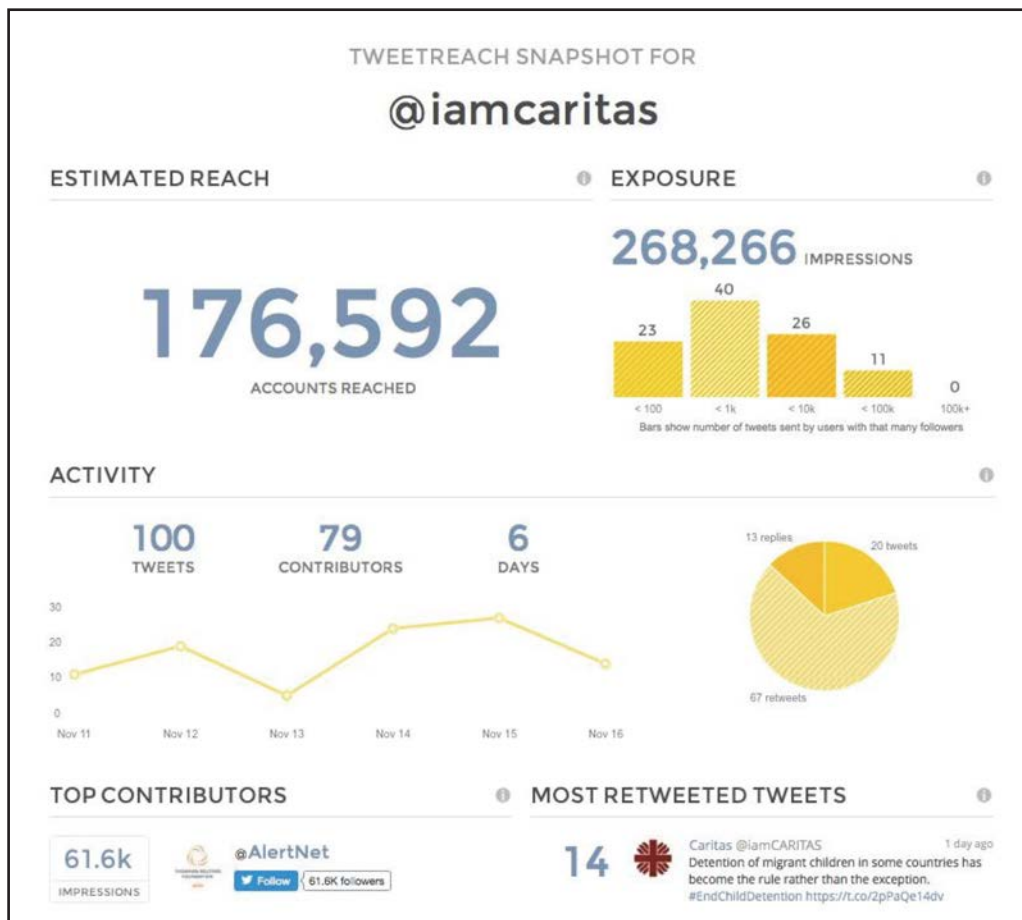 TWEETREACH SNAPSHOT FOR
@iamcaritas
ESTIMATED REACH
176,592
ACCOUNTS REACHED
EXPOSURE
268,266 IMPRESSIONS
23
40
26
11
0
< 100
< 1k
< 10k
< 100k
100k+
Bars show number of tweets sent by users with that many followers
ACTIVITY
100
TWEETS
79
CONTRIBUTORS
6
DAYS
30
20
10
0
Nov 11
Nov 12
Nov 13
Nov 14
Nov 15
Nov 16
13 replies
20 tweets
67 retweets
TOP CONTRIBUTORS
61.6k
IMPRESSIONS
@AlertNet
Follow
61.6K followers
MOST RETWEETED TWEETS
14
Caritas @iamCARITAS
1 day ago
Detention of migrant children in some countries has
become the rule rather than the exception.
#EndChildDetention https://t.co/2pPaQe14dv